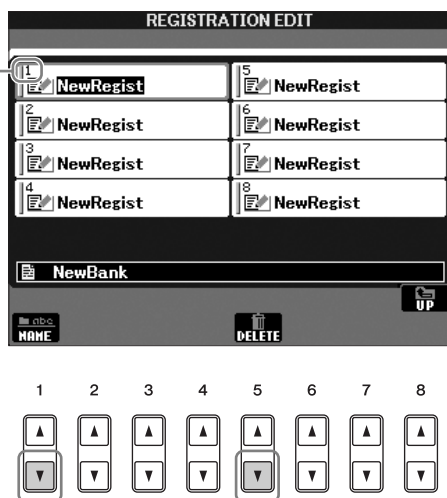 REGISTRATION EDIT
1 NewRegist
5 NewRegist
2 NewRegist
6 NewRegist
3 NewRegist
7 NewRegist
4 NewRegist
8 NewRegist
NewBank
UP
abc
NAME
DELETE
1 2 3 4 5 6 7 8